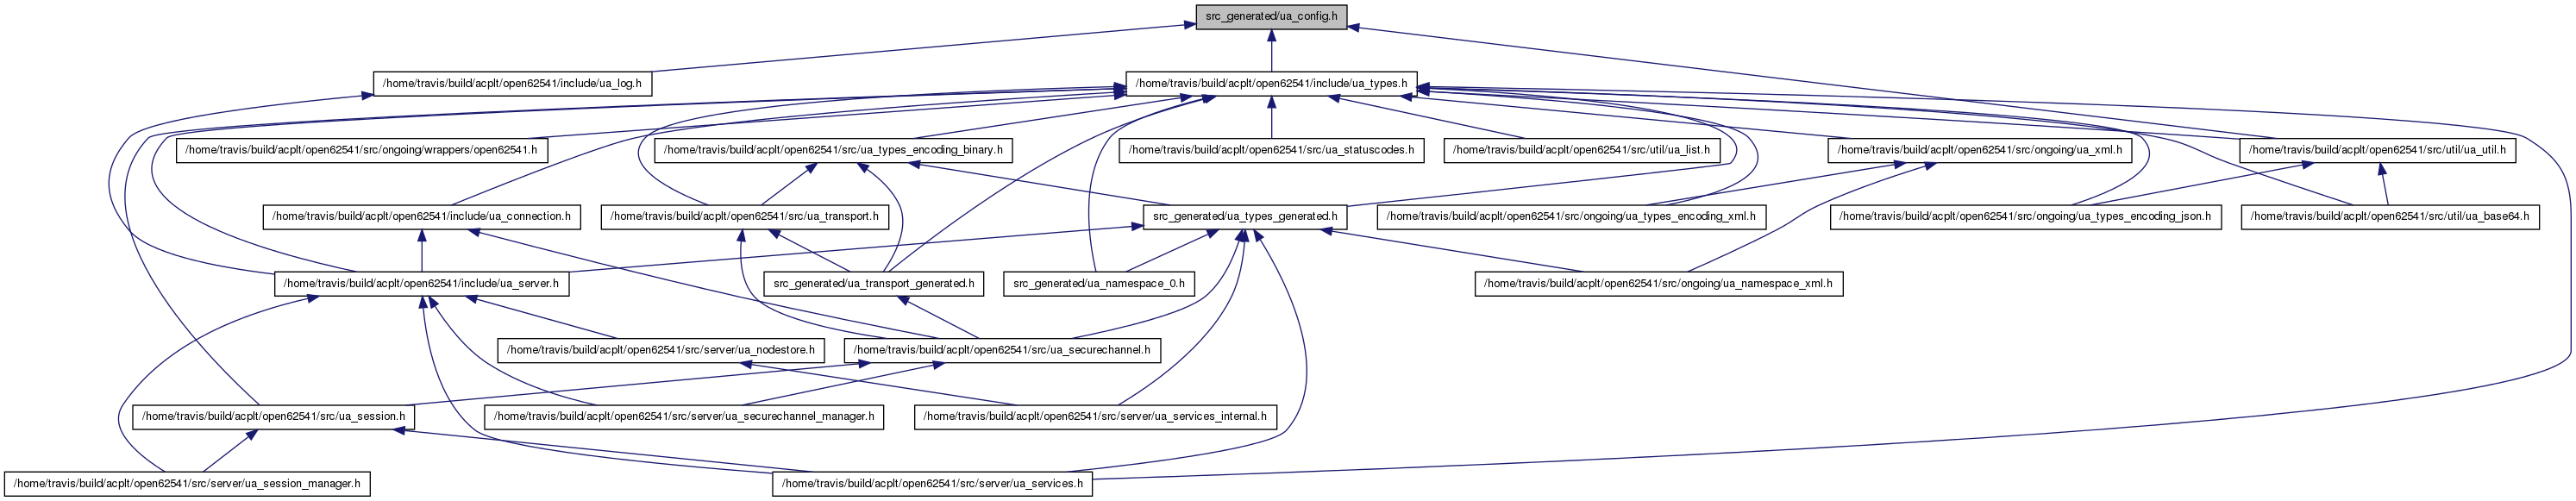 src_generated/ua_config.h
/home/travis/build/acplt/open62541/include/ua_log.h
/home/travis/build/acplt/open62541/include/ua_types.h
/home/travis/build/acplt/open62541/src/ongoing/wrappers/open62541.h
/home/travis/build/acplt/open62541/src/ua_types_encoding_binary.h
/home/travis/build/acplt/open62541/src/ua_statuscodes.h
/home/travis/build/acplt/open62541/src/util/ua_list.h
/home/travis/build/acplt/open62541/src/ongoing/ua_xml.h
/home/travis/build/acplt/open62541/src/util/ua_util.h
/home/travis/build/acplt/open62541/include/ua_connection.h
/home/travis/build/acplt/open62541/src/ua_transport.h
src_generated/ua_types_generated.h
/home/travis/build/acplt/open62541/src/ongoing/ua_types_encoding_xml.h
/home/travis/build/acplt/open62541/src/ongoing/ua_types_encoding_json.h
/home/travis/build/acplt/open62541/src/util/ua_base64.h
/home/travis/build/acplt/open62541/include/ua_server.h
src_generated/ua_transport_generated.h
src_generated/ua_namespace_0.h
/home/travis/build/acplt/open62541/src/ongoing/ua_namespace_xml.h
/home/travis/build/acplt/open62541/src/server/ua_nodestore.h
/home/travis/build/acplt/open62541/src/ua_securechannel.h
/home/travis/build/acplt/open62541/src/ua_session.h
/home/travis/build/acplt/open62541/src/server/ua_securechannel_manager.h
/home/travis/build/acplt/open62541/src/server/ua_services_internal.h
/home/travis/build/acplt/open62541/src/server/ua_session_manager.h
/home/travis/build/acplt/open62541/src/server/ua_services.h